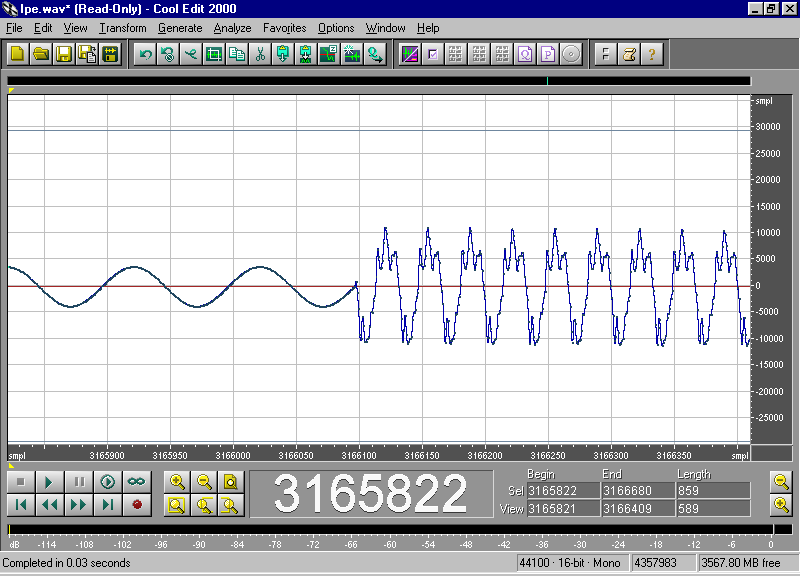 lpe.wav* (Read-Only) - Cool Edit 2000
File Edit View Transform Generate Analyze Favorites Options Window Help
Q P F ?
smpl
30000
25000
20000
15000
10000
5000
0
-5000
-10000
-15000
-20000
-25000
smpl 3165900 3165950 3166000 3166050 3166100 3166150 3166200 3166250 3166300 3166350 smpl
3165822
Begin End Length
Sel 3165822 3166680 859
View 3165821 3166409 589
dB -114 -108 -102 -96 -90 -84 -78 -72 -66 -60 -54 -48 -42 -36 -30 -24 -18 -12 -6 0
Completed in 0.03 seconds 44100 · 16-bit · Mono 4357983 3567.80 MB free